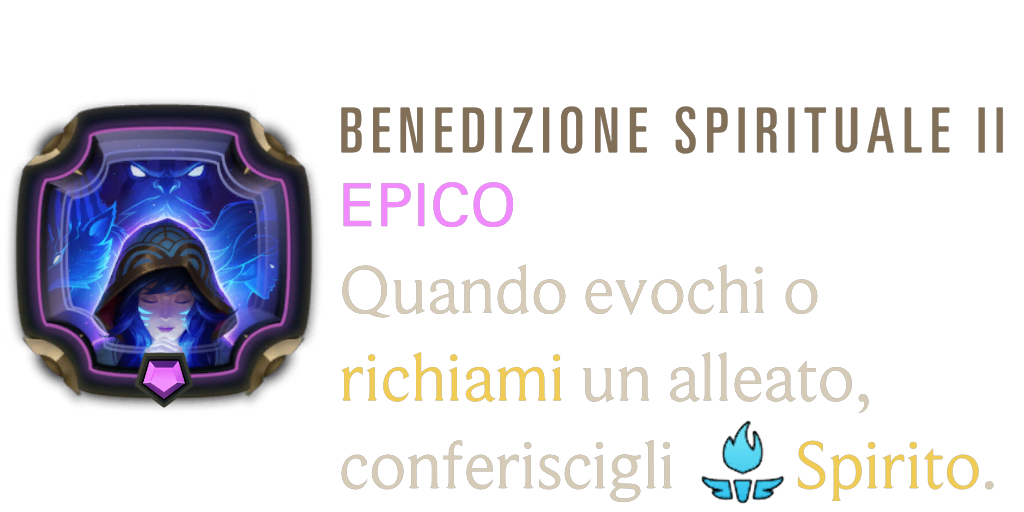 BENEDIZIONE SPIRITUALE II
EPICO
Quando evochi o
richiami un alleato,
conferiscigli Spirito.